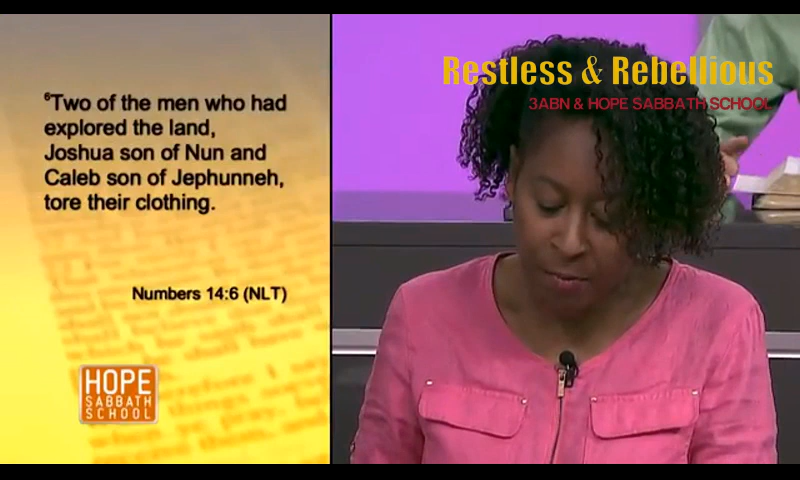 Restless & Rebellious
3ABN & HOPE SABBATH SCHOOL
⁶Two of the men who had
explored the land,
Joshua son of Nun and
Caleb son of Jephunneh,
tore their clothing.
Numbers 14:6 (NLT)
HOPE
SABBATH
SCHOOL